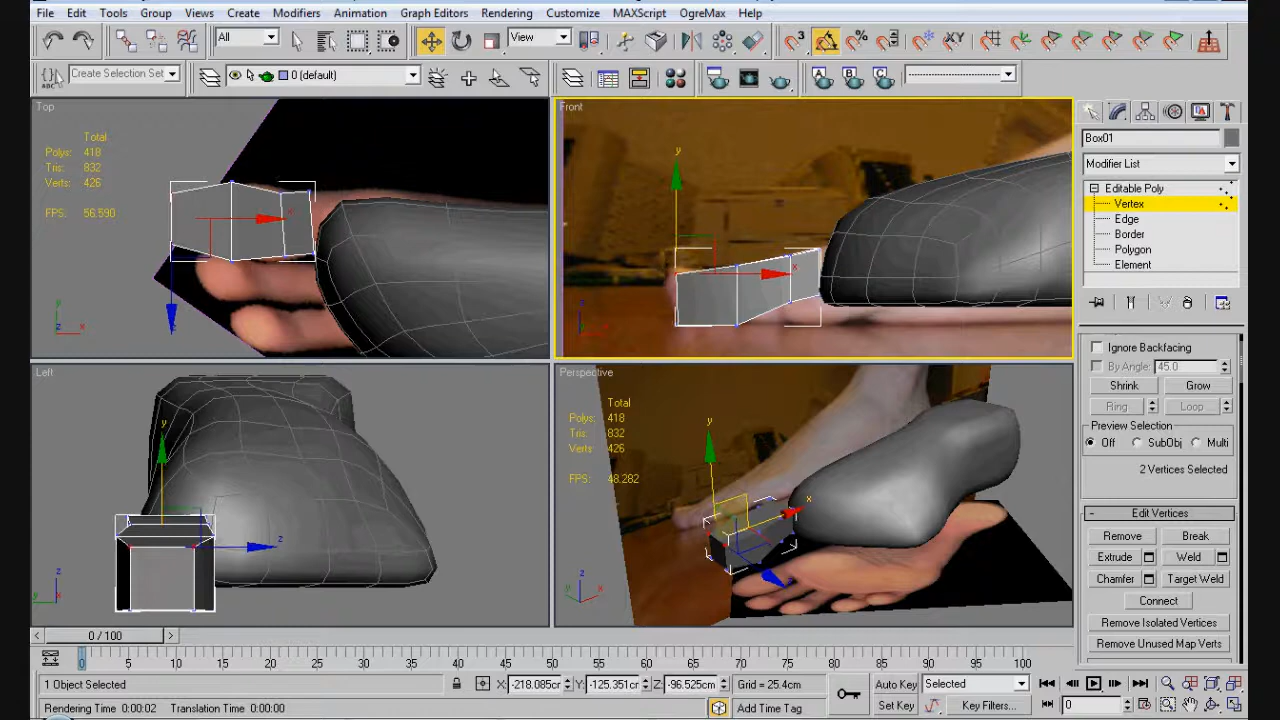 File Edit Tools Group Views Create Modifiers Animation Graph Editors Rendering Customize MAXScript OgreMax Help
All View
Create Selection Set 0 (default)
Top
Total
Polys: 418
Tris: 832
Verts: 426
FPS: 56.590
Front
Left
Perspective
Total
Polys: 418
Tris: 832
Verts: 426
FPS: 48.282
Box01
Modifier List
Editable Poly
Vertex
Edge
Border
Polygon
Element
Ignore Backfacing
By Angle: 45.0
Shrink Grow
Ring Loop
Preview Selection
Off SubObj Multi
2 Vertices Selected
- Edit Vertices
Remove Break
Extrude Weld
Chamfer Target Weld
Connect
Remove Isolated Vertices
Remove Unused Map Verts
< 0 / 100 >
0 5 10 15 20 25 30 35 40 45 50 55 60 65 70 75 80 85 90 95 100
1 Object Selected X: -218.085cr Y: -125.351cr Z: -96.525cm Grid = 25.4cm Auto Key Selected
Rendering Time 0:00:02 Translation Time 0:00:00 Add Time Tag Set Key Key Filters... 0